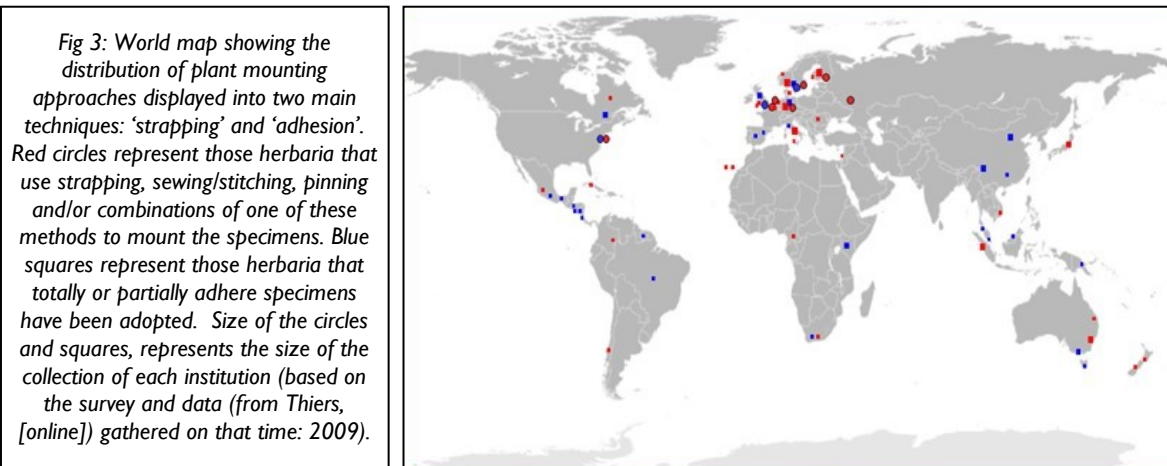 Fig 3: World map showing the
distribution of plant mounting
approaches displayed into two main
techniques: ‘strapping’ and ‘adhesion’.
Red circles represent those herbaria that
use strapping, sewing/stitching, pinning
and/or combinations of one of these
methods to mount the specimens. Blue
squares represent those herbaria that
totally or partially adhere specimens
have been adopted.  Size of the circles
and squares, represents the size of the
collection of each institution (based on
the survey and data (from Thiers,
[online]) gathered on that time: 2009).